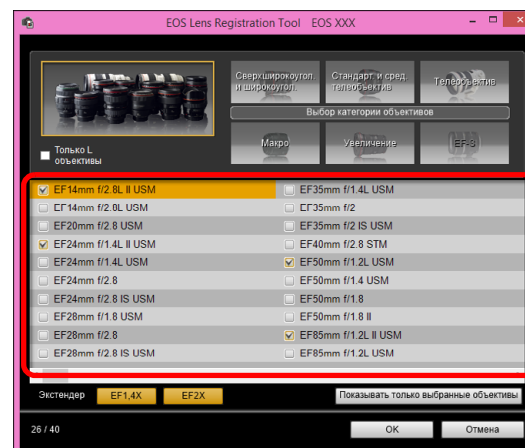 EOS Lens Registration Tool EOS XXX
Сверхширокоугол. и широкоугол.
Стандарт. и сред. телеобъектив
Телеобъектив
Выбор категории объективов
Только L объективы
Макро
Увеличение
EF-S
EF14mm f/2.8L II USM
EF14mm f/2.8L USM
EF20mm f/2.8 USM
EF24mm f/1.4L II USM
EF24mm f/1.4L USM
EF24mm f/2.8
EF24mm f/2.8 IS USM
EF28mm f/1.8 USM
EF28mm f/2.8
EF28mm f/2.8 IS USM
EF35mm f/1.4L USM
EF35mm f/2
EF35mm f/2 IS USM
EF40mm f/2.8 STM
EF50mm f/1.2L USM
EF50mm f/1.4 USM
EF50mm f/1.8
EF50mm f/1.8 II
EF85mm f/1.2L II USM
EF85mm f/1.2L USM
Экстендер EF1,4X EF2X
Показывать только выбранные объективы
26 / 40
OK
Отмена